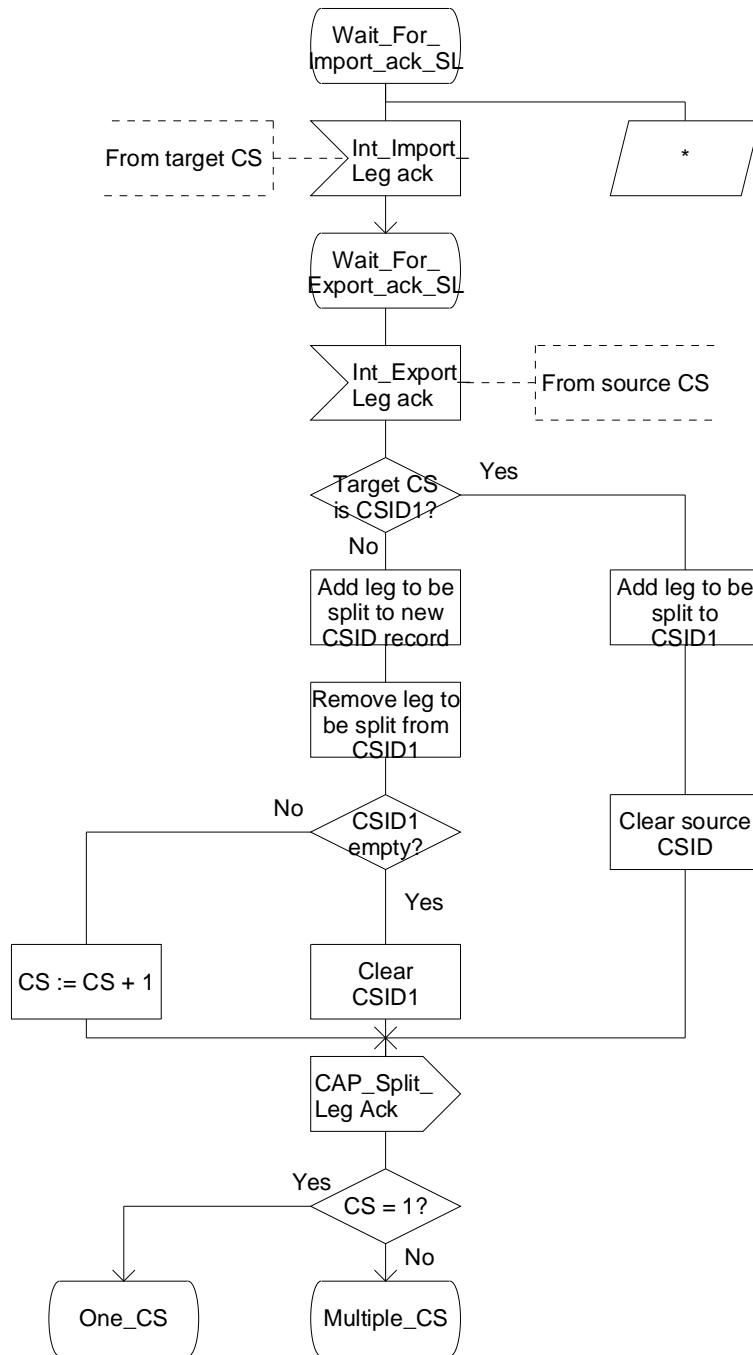 Wait_For_
Import_ack_SL
From target CS
Int_Import_
Leg ack
*
Wait_For_
Export_ack_SL
Int_Export_
Leg ack
From source CS
Target CS
is CSID1?
Yes
No
Add leg to be
split to new
CSID record
Add leg to be
split to
CSID1
Remove leg to
be split from
CSID1
No
CSID1
empty?
Clear source
CSID
Yes
CS := CS + 1
Clear
CSID1
CAP_Split_
Leg Ack
Yes
CS = 1?
No
One_CS
Multiple_CS